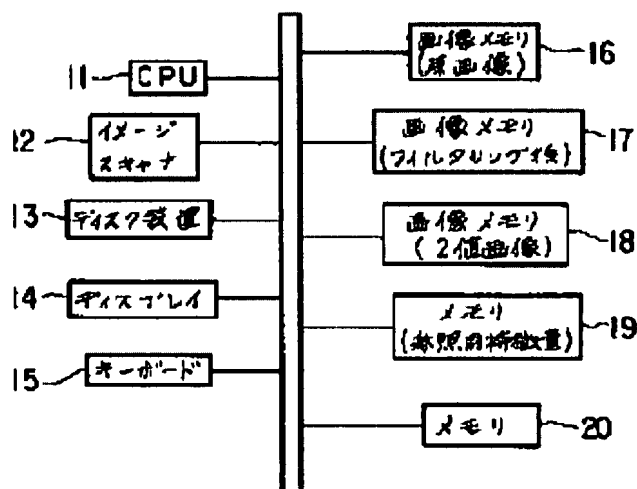 11 CPU
12 イメージ
スキャナ
13 ディスク装置
14 ディスプレイ
15 キーボード
画像メモリ
(原画像) 16
画像メモリ
(フィルタリング後) 17
画像メモリ
(2値画像) 18
メモリ
(参照用特徴量) 19
メモリ 20